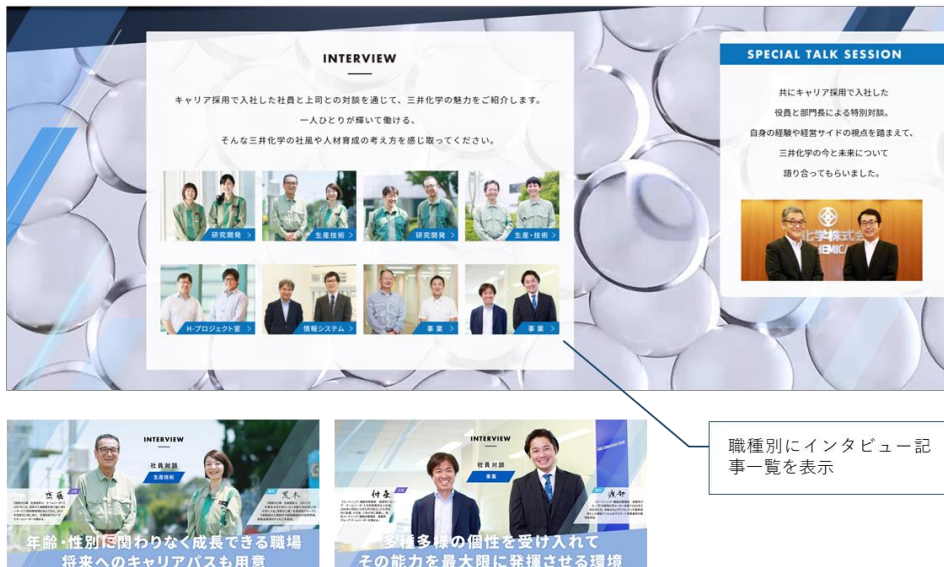 INTERVIEW
キャリア採用で入社した社員と上司との対談を通じて、三井化学の魅力をご紹介します。
一人ひとりが輝いて働ける、
そんな三井化学の社風や人材育成の考え方を感じ取ってください。
研究開発 >
生産技術 >
研究開発 >
生産・技術 >
H-プロジェクト室 >
情報システム >
事業 >
事業 >
SPECIAL TALK SESSION
共にキャリア採用で入社した
役員と部門長による特別対談。
自身の経験や経営サイドの視点を踏まえて、
三井化学の今と未来について
語り合ってもらいました。
化学株式会
HEMICA
職種別にインタビュー記
事一覧を表示
INTERVIEW
社員対談
生産技術
荒木
年齢・性別に関わりなく成長できる職場
将来へのキャリアパスも用意
INTERVIEW
社員対談
事業
渡部
多種多様の個性を受け入れて
その能力を最大限に発揮させる環境